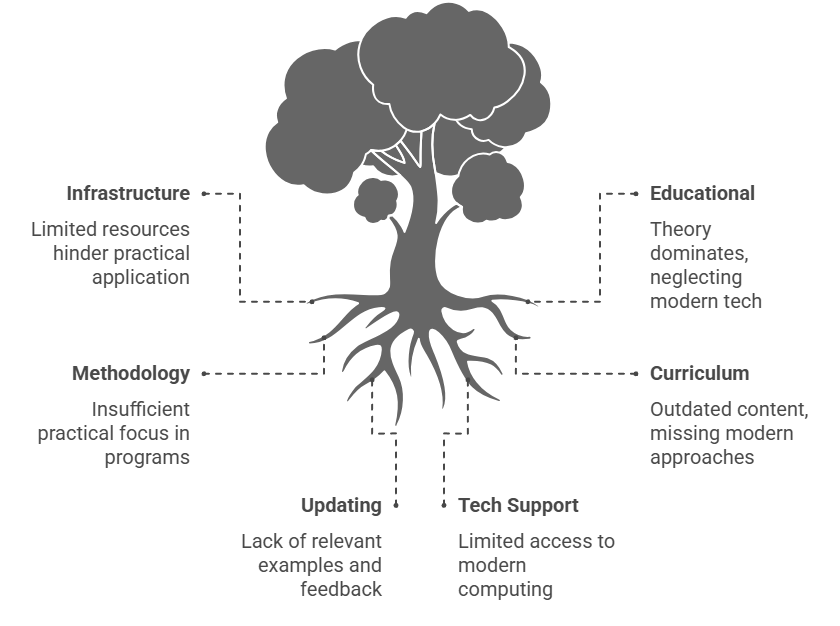 Infrastructure
Limited resources
hinder practical
application
Educational
Theory
dominates,
neglecting
modern tech
Methodology
Insufficient
practical focus in
programs
Curriculum
Outdated content,
missing modern
approaches
Updating
Lack of relevant
examples and
feedback
Tech Support
Limited access to
modern
computing